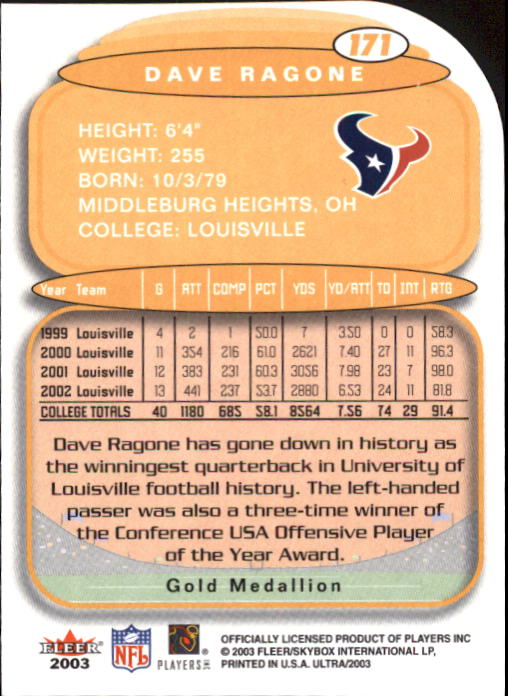 171
DAVE RAGONE
HEIGHT: 6'4"
WEIGHT: 255
BORN: 10/3/79
MIDDLEBURG HEIGHTS, OH
COLLEGE: LOUISVILLE
Year Team G ATT COMP PCT YDS YD/ATT TD INT RTG
1999 Louisville 4 2 1 50.0 7 3.50 0 0 58.3
2000 Louisville 11 354 216 61.0 2621 7.40 27 11 96.3
2001 Louisville 12 383 231 60.3 3056 7.98 23 7 98.0
2002 Louisville 13 441 237 53.7 2880 6.53 24 11 81.8
COLLEGE TOTALS 40 1180 685 58.1 8564 7.26 74 29 91.4
Dave Ragone has gone down in history as
the winningest quarterback in University of
Louisville football history. The left-handed
passer was also a three-time winner of
the Conference USA Offensive Player
of the Year Award.
Gold Medallion
FLEER
2003
NFL
PLAYERS INC
OFFICIALLY LICENSED PRODUCT OF PLAYERS INC
© 2003 FLEER/SKYBOX INTERNATIONAL LP,
PRINTED IN U.S.A. ULTRA/2003